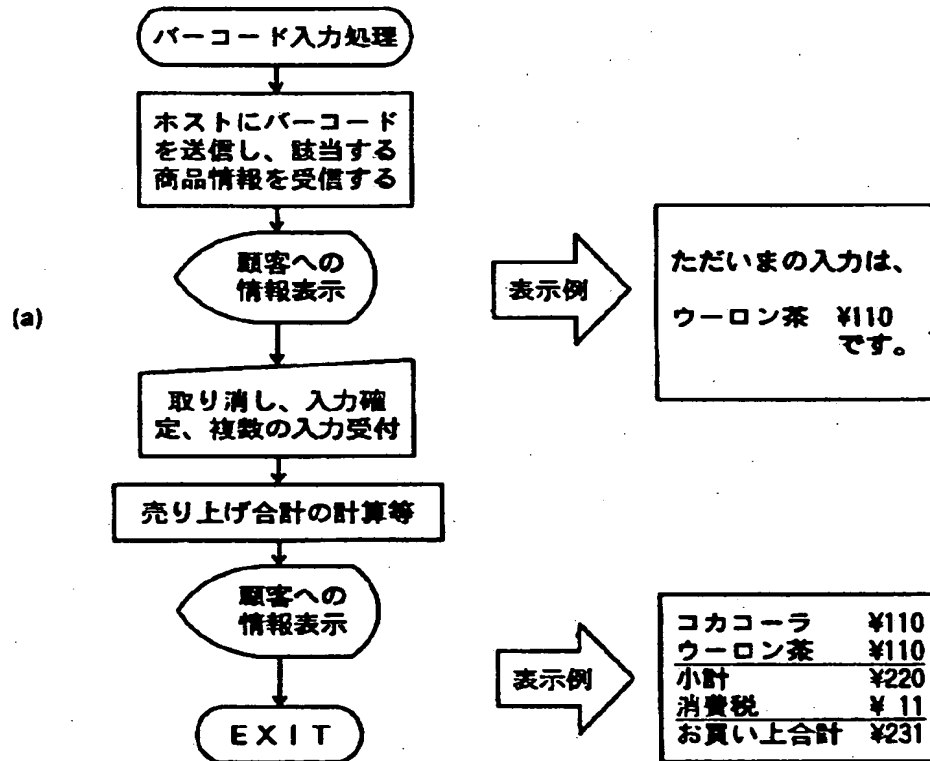 バーコード入力処理
ホストにバーコード
を送信し、該当する
商品情報を受信する
顧客への
情報表示
表示例
ただいまの入力は、
ウーロン茶 ¥110
です。
(a)
取り消し、入力確
定、複数の入力受付
売り上げ合計の計算等
顧客への
情報表示
表示例
コカコーラ ¥110
ウーロン茶 ¥110
小計 ¥220
消費税 ¥ 11
お買い上合計 ¥231
EXIT